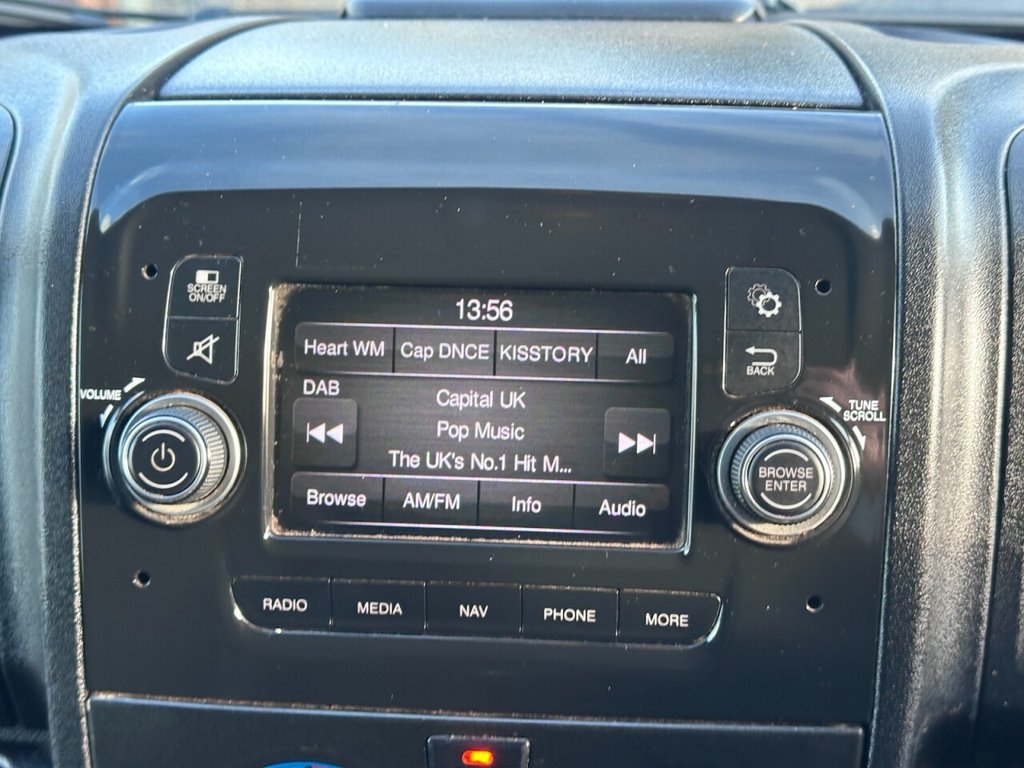 SCREEN
ON/OFF
VOLUME
13:56
Heart WM Cap DNCE KISSTORY All
DAB
Capital UK
Pop Music
The UK's No.1 Hit M...
Browse AM/FM Info Audio
BACK
TUNE
SCROLL
BROWSE
ENTER
RADIO MEDIA NAV PHONE MORE